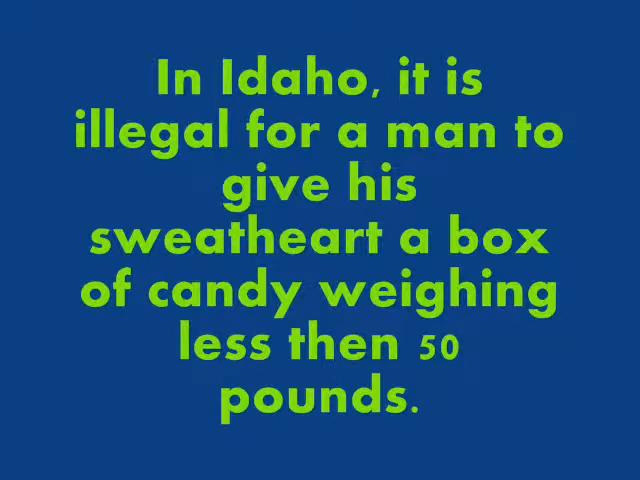 In Idaho, it is
illegal for a man to
give his
sweatheart a box
of candy weighing
less then 50
pounds.